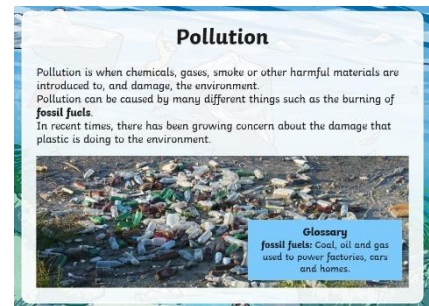 Pollution
Pollution is when chemicals, gases, smoke or other harmful materials are
introduced to, and damage, the environment.
Pollution can be caused by many different things such as the burning of
fossil fuels.
In recent times, there has been growing concern about the damage that
plastic is doing to the environment.
Glossary
fossil fuels: Coal, oil and gas
used to power factories, cars
and homes.